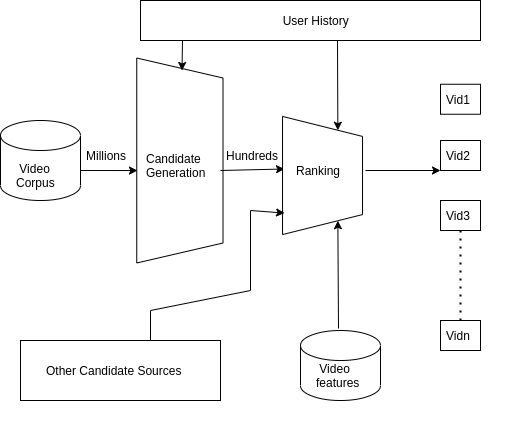 User History
Vid1
Millions
Candidate
Generation
Hundreds
Ranking
Vid2
Video
Corpus
Vid3
Vidn
Other Candidate Sources
Video
features